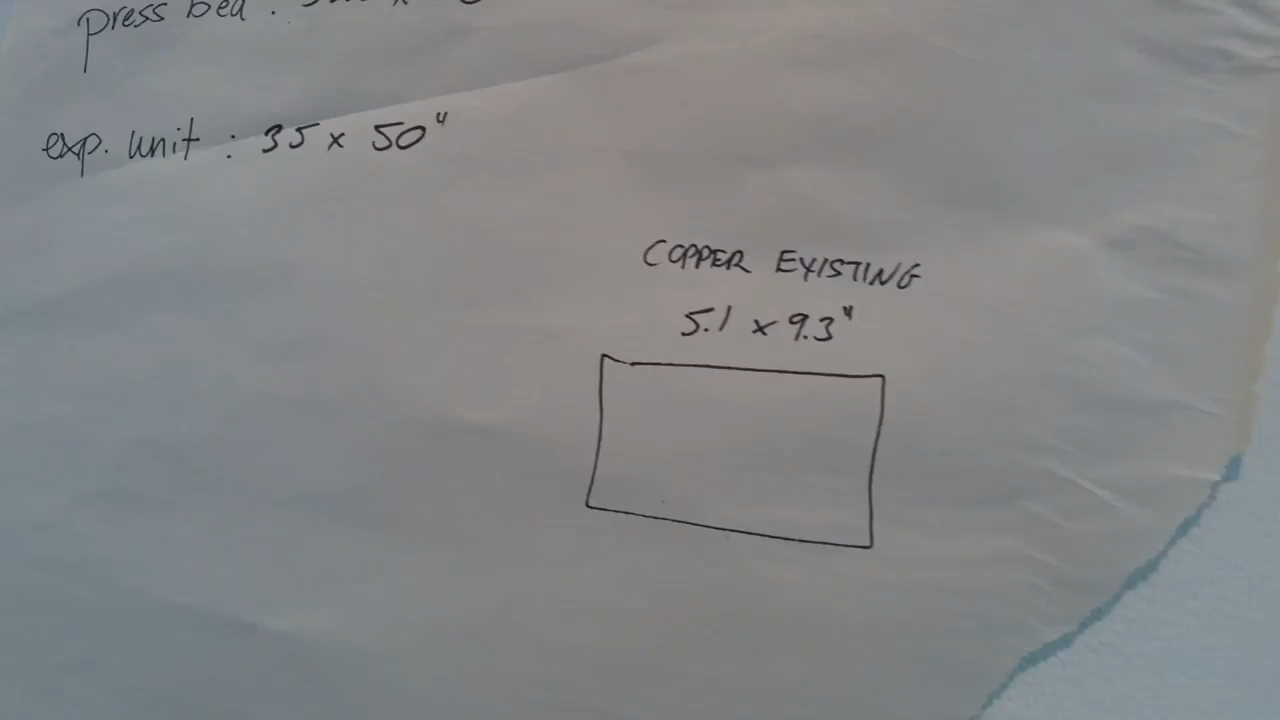 press bed :
exp. unit : 35 x 50"
COPPER EXISTING
5.1 x 9.3"